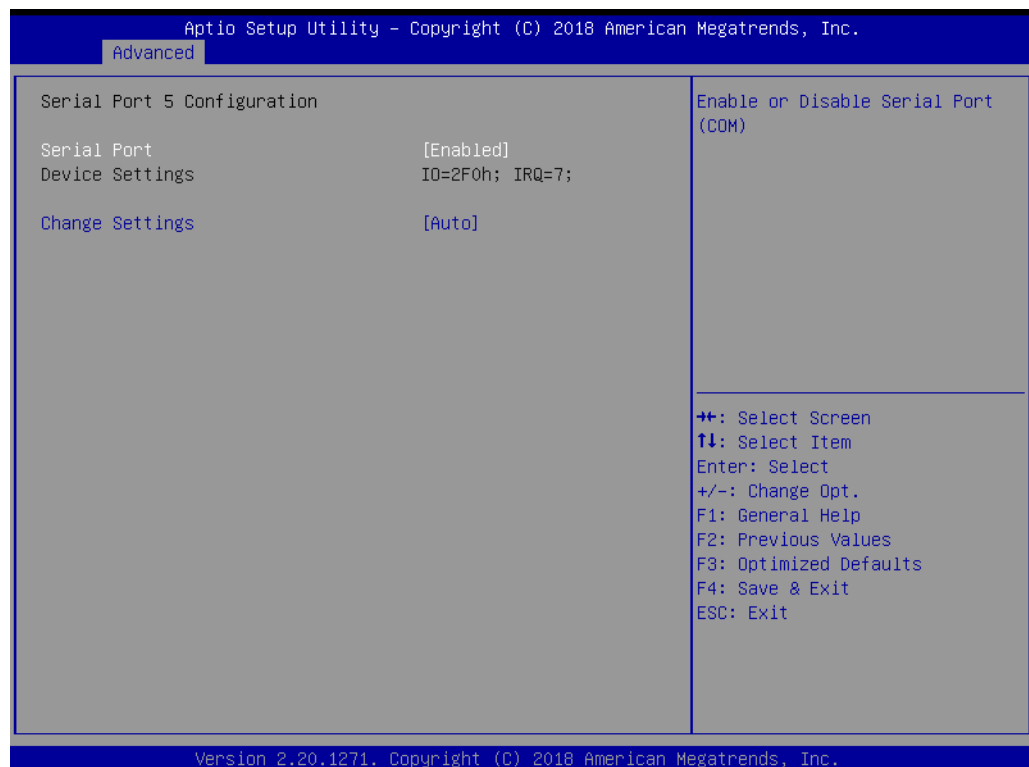 Aptio Setup Utility – Copyright (C) 2018 American Megatrends, Inc.
Advanced
Serial Port 5 Configuration
Serial Port [Enabled]
Device Settings IO=2F0h; IRQ=7;
Change Settings [Auto]
Enable or Disable Serial Port
(COM)
→←: Select Screen
↑↓: Select Item
Enter: Select
+/-: Change Opt.
F1: General Help
F2: Previous Values
F3: Optimized Defaults
F4: Save & Exit
ESC: Exit
Version 2.20.1271. Copyright (C) 2018 American Megatrends, Inc.